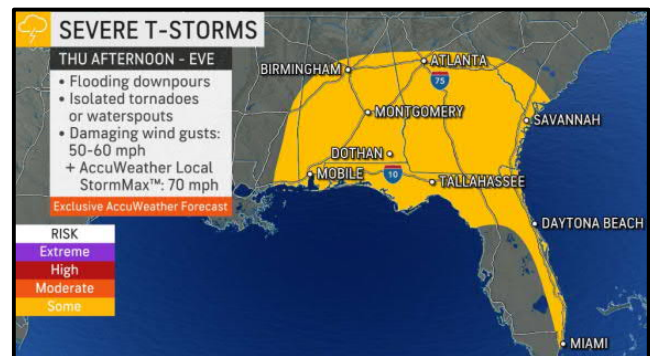 SEVERE T-STORMS
THU AFTERNOON - EVE
• Flooding downpours
• Isolated tornadoes
or waterspouts
• Damaging wind gusts:
50-60 mph
+ AccuWeather Local
StormMax™: 70 mph
Exclusive AccuWeather Forecast
RISK
Extreme
High
Moderate
Some
BIRMINGHAM
ATLANTA
75
MONTGOMERY
SAVANNAH
DOTHAN
MOBILE
10
TALLAHASSEE
DAYTONA BEACH
MIAMI